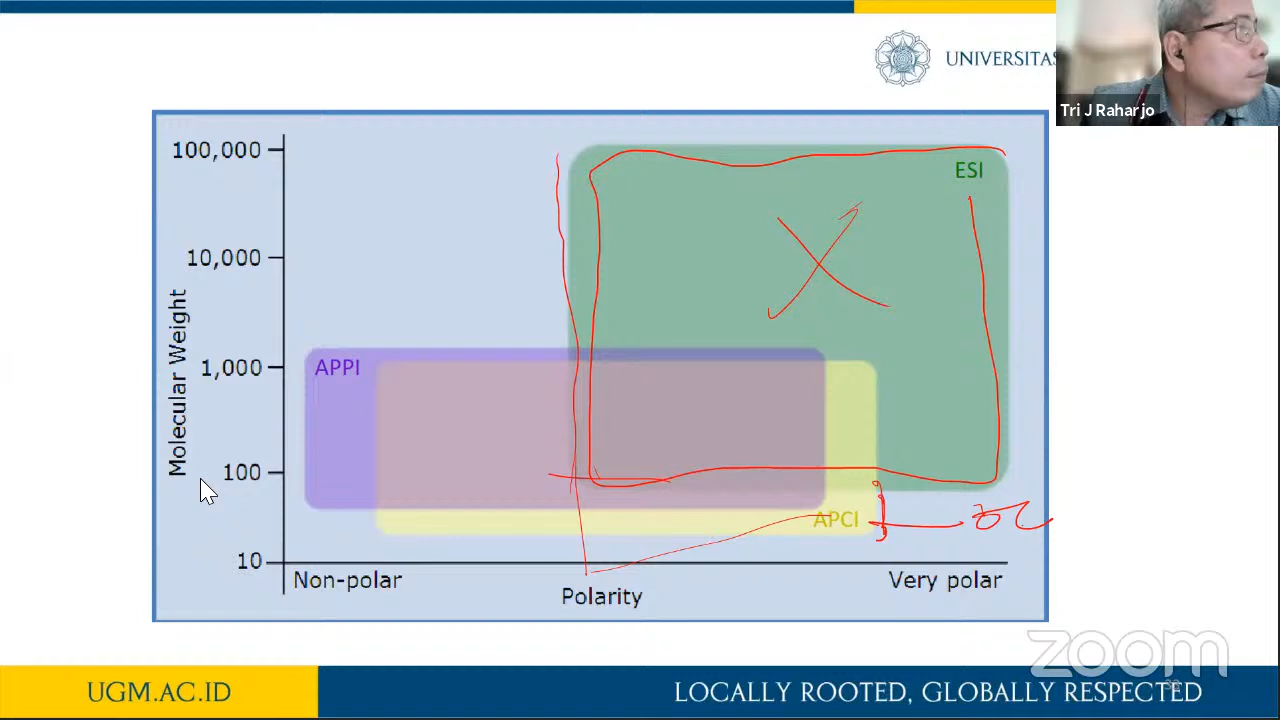 UNIVERSITAS
Tri J Raharjo
100,000
ESI
10,000
Molecular Weight
1,000
APPI
100
APCI
10
Non-polar
Very polar
Polarity
zoom
UGM.AC.ID
LOCALLY ROOTED, GLOBALLY RESPECTED